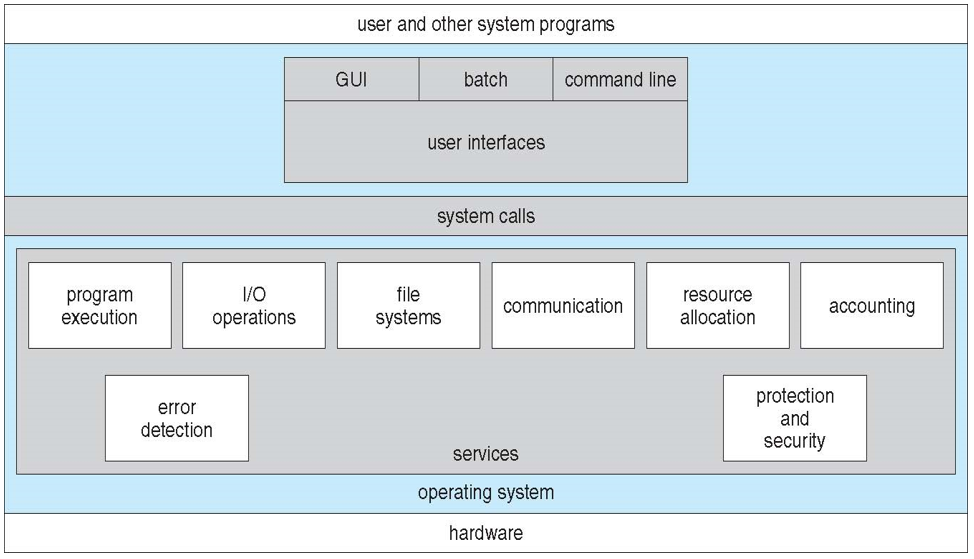 user and other system programs
GUI
batch
command line
user interfaces
system calls
program
execution
I/O
operations
file
systems
communication
resource
allocation
accounting
error
detection
protection
and
security
services
operating system
hardware